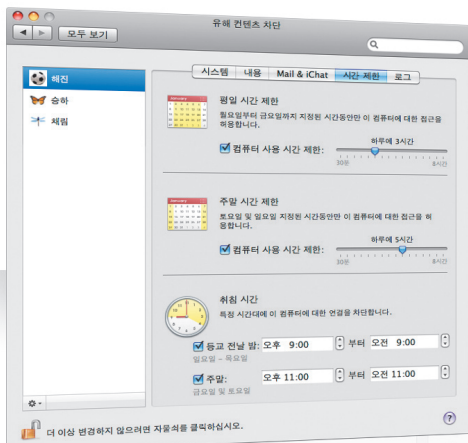 유해 컨텐츠 차단
모두 보기
해진
승하
채림
시스템 내용 Mail & iChat 시간 제한 로그
평일 시간 제한
월요일부터 금요일까지 지정된 시간동안만 이 컴퓨터에 대한 접근을
허용합니다.
하루에 3시간
컴퓨터 사용 시간 제한:
30분 8시간
주말 시간 제한
토요일 및 일요일 지정된 시간동안만 이 컴퓨터에 대한 접근을 허
용합니다.
하루에 5시간
컴퓨터 사용 시간 제한:
30분 8시간
취침 시간
특정 시간대에 이 컴퓨터에 대한 연결을 차단합니다.
등교 전날 밤: 오후 9:00 부터 오전 9:00
일요일 – 목요일
주말: 오후 11:00 부터 오전 11:00
금요일 및 토요일
더 이상 변경하지 않으려면 자물쇠를 클릭하십시오.
?